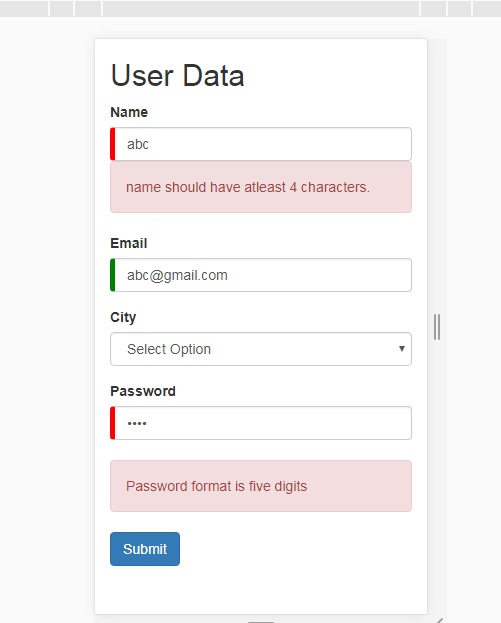 User Data
Name
abc
name should have atleast 4 characters.
Email
abc@gmail.com
City
Select Option
Password
••••
Password format is five digits
Submit